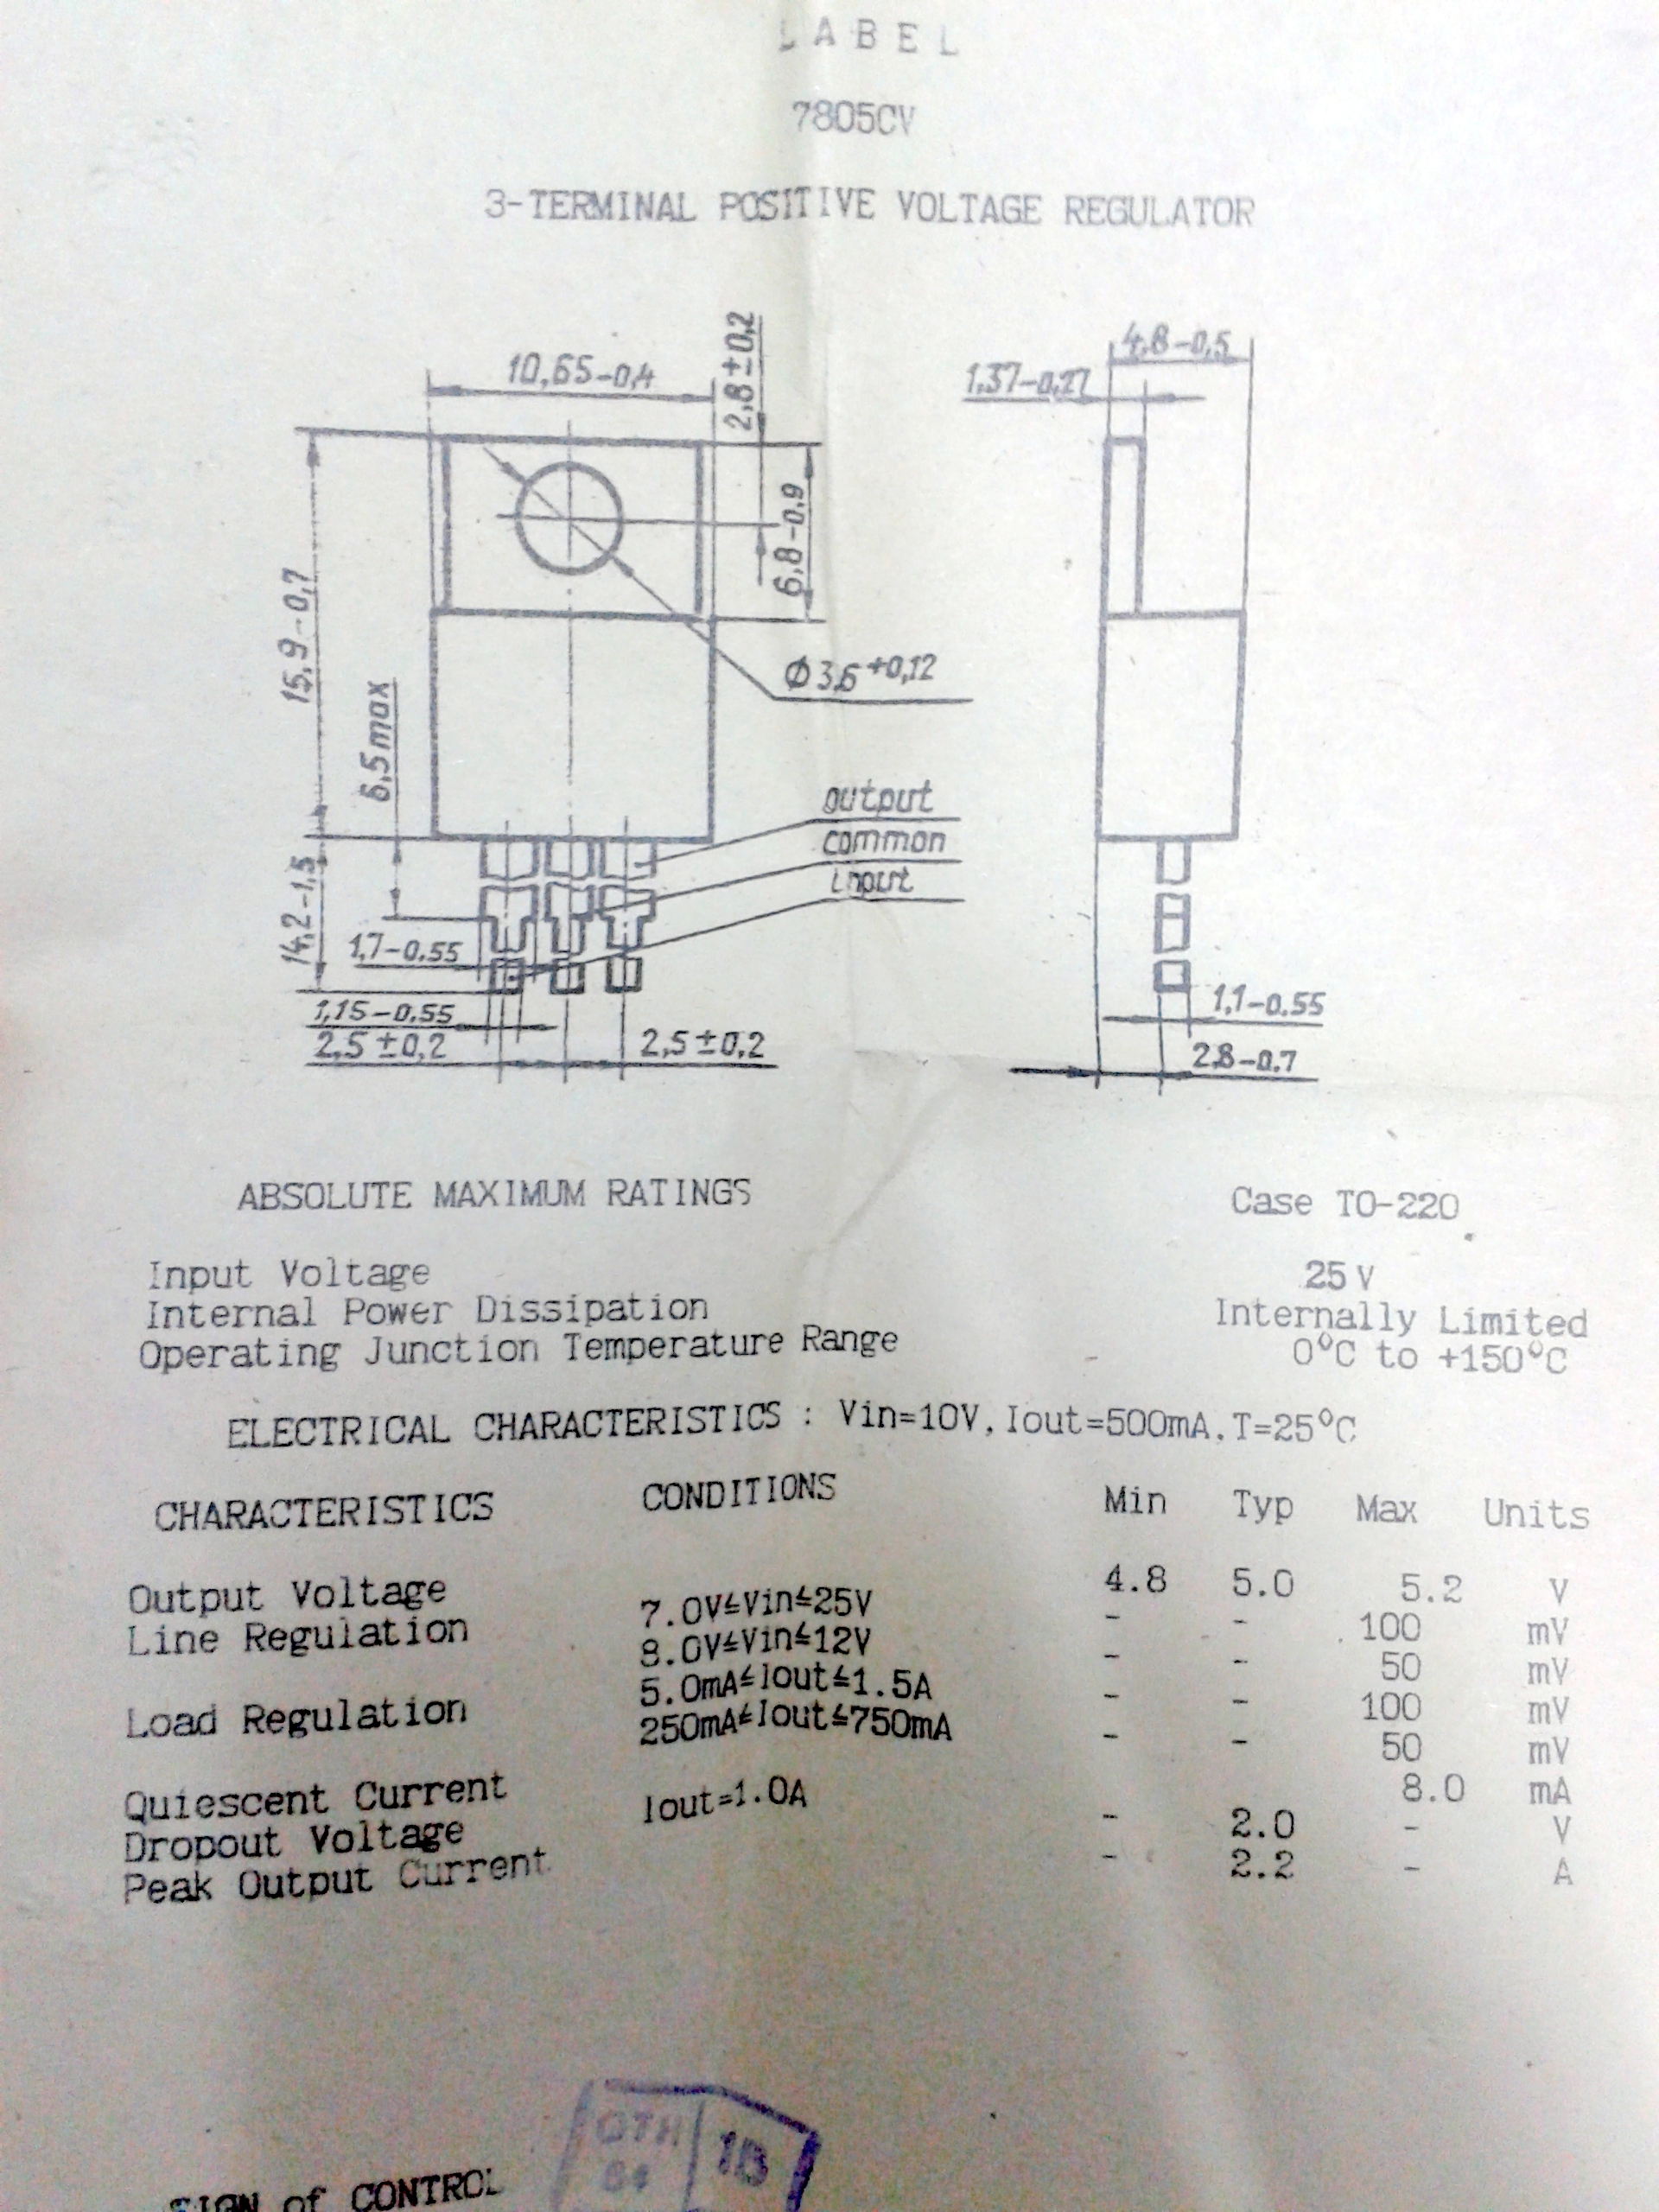 LABEL
7805CV
3-TERMINAL POSITIVE VOLTAGE REGULATOR
10,65-0,4
2,8±0,2
4,8-0,5
1,37-0,27
6,8-0,9
15,9-0,7
Ø3,6+0,12
6,5max
output
common
input
14,2-1,5
1,7-0.55
1,15-0.55
2,5±0,2
2,5±0.2
1,1-0.55
2.8-0.7
ABSOLUTE MAXIMUM RATINGS Case TO-220
Input Voltage 25V
Internal Power Dissipation Internally Limited
Operating Junction Temperature Range 0°C to +150°C
ELECTRICAL CHARACTERISTICS : Vin=10V, Iout=500mA, T=25°C
CHARACTERISTICS CONDITIONS Min Typ Max Units
Output Voltage 4.8 5.0 5.2 V
Line Regulation 7.0V≤Vin≤25V - - 100 mV
8.0V≤Vin≤12V - - 50 mV
Load Regulation 5.0mA≤Iout≤1.5A - - 100 mV
250mA≤Iout≤750mA - - 50 mV
Quiescent Current 8.0 mA
Dropout Voltage Iout=1.0A - 2.0 - V
Peak Output Current - 2.2 - A
SIGN of CONTROL